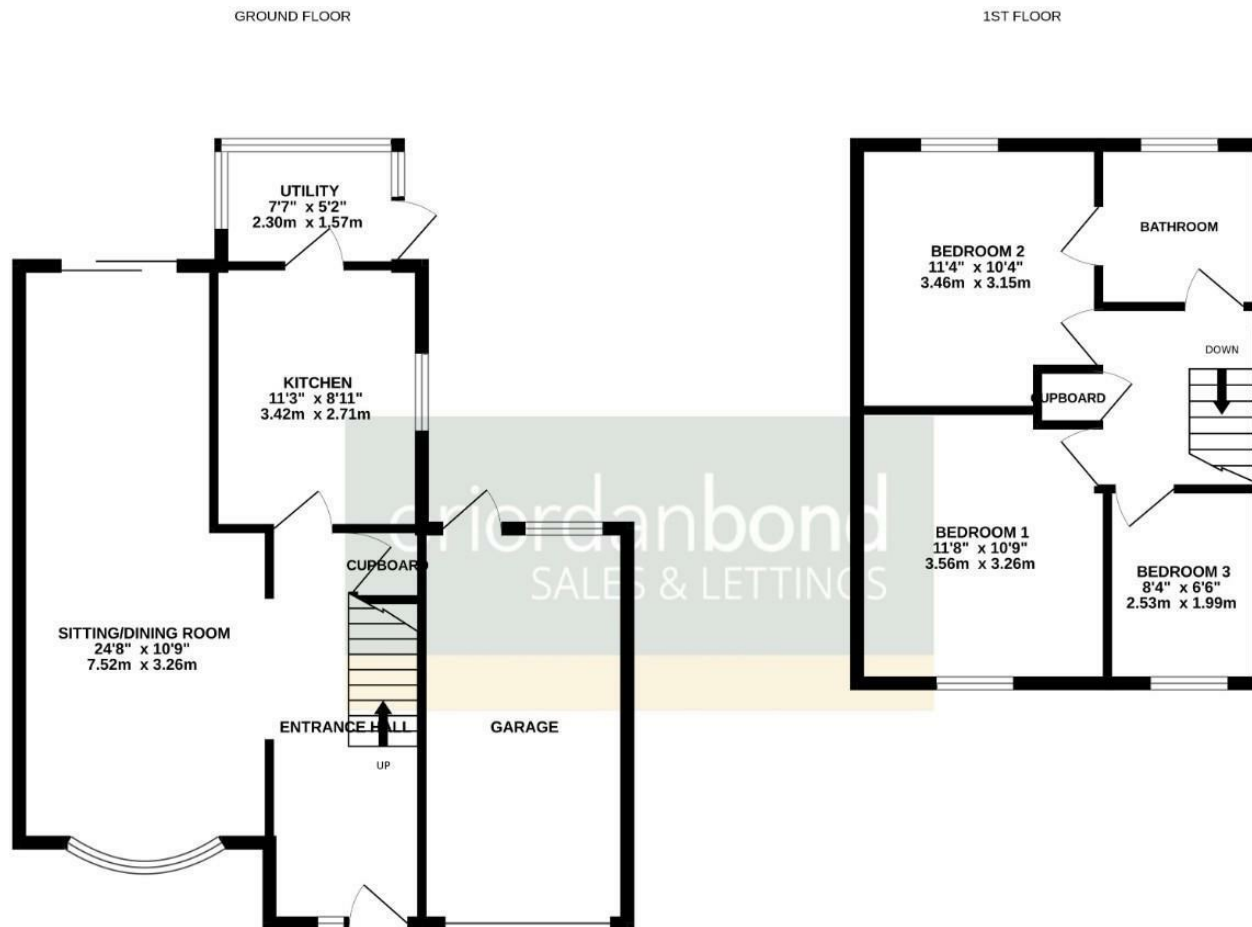 GROUND FLOOR
1ST FLOOR
UTILITY
7'7" x 5'2"
2.30m x 1.57m
KITCHEN
11'3" x 8'11"
3.42m x 2.71m
CUPBOARD
SITTING/DINING ROOM
24'8" x 10'9"
7.52m x 3.26m
ENTRANCE HALL
UP
GARAGE
BEDROOM 2
11'4" x 10'4"
3.46m x 3.15m
BATHROOM
DOWN
CUPBOARD
BEDROOM 1
11'8" x 10'9"
3.56m x 3.26m
BEDROOM 3
8'4" x 6'6"
2.53m x 1.99m
oriordanbond
SALES & LETTINGS